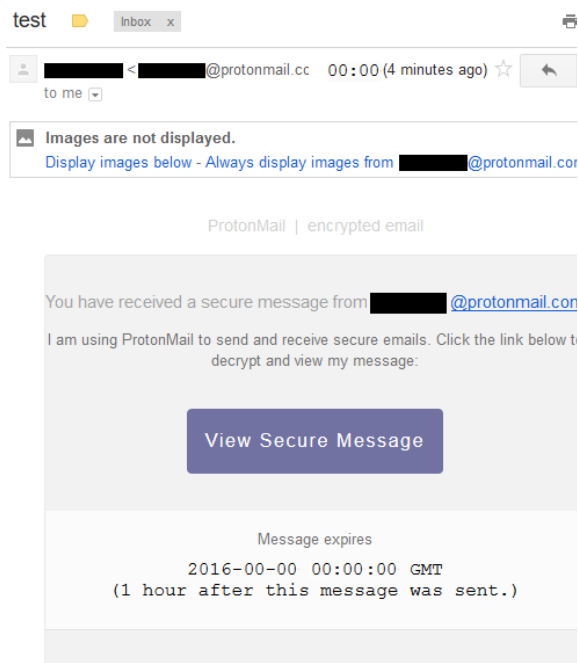 test
Inbox x
< @protonmail.cc 00:00 (4 minutes ago)
to me
Images are not displayed.
Display images below - Always display images from @protonmail.con
ProtonMail | encrypted email
You have received a secure message from @protonmail.con
I am using ProtonMail to send and receive secure emails. Click the link below t
decrypt and view my message:
View Secure Message
Message expires
2016-00-00 00:00:00 GMT
(1 hour after this message was sent.)